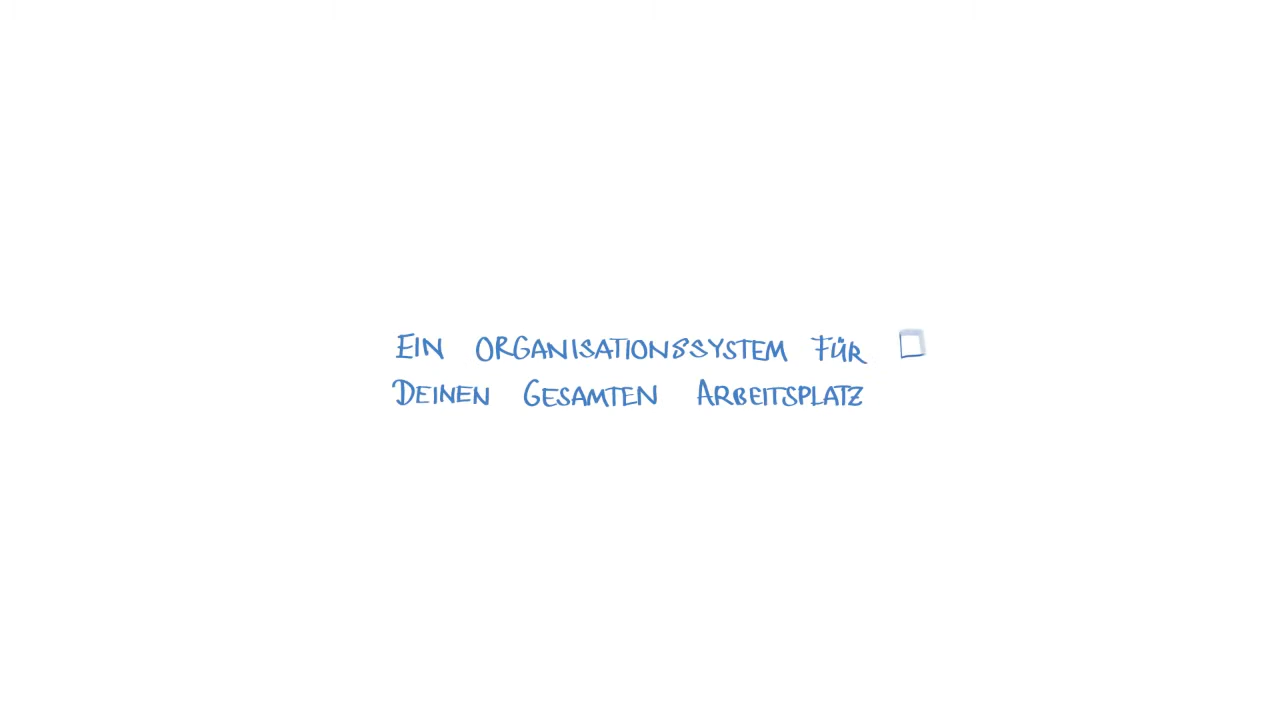 EIN ORGANISATIONSSYSTEM FÜR
DEINEN GESAMTEN ARBEITSPLATZ